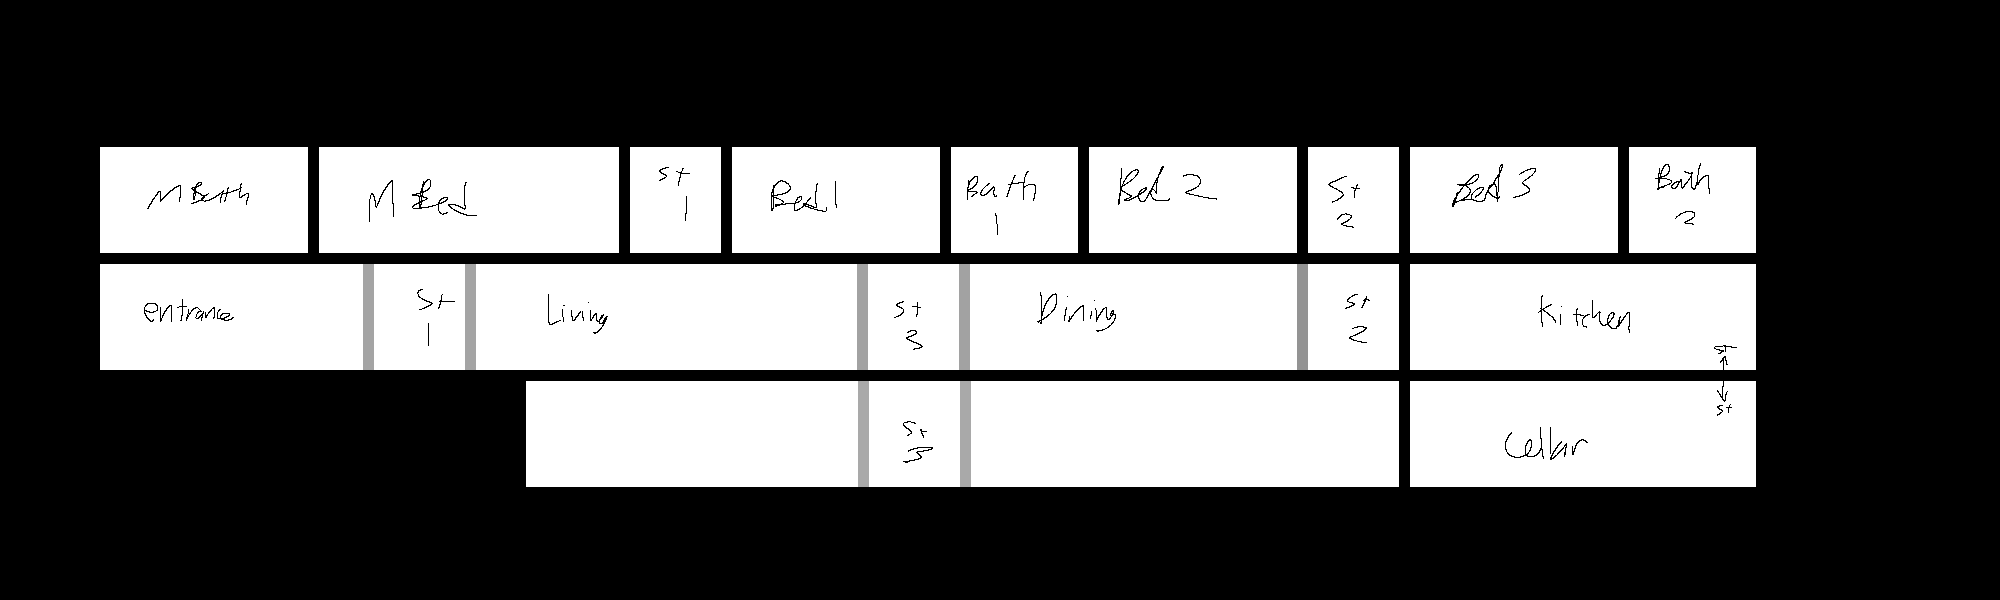 M Bath
M Bed
St
1
Bed 1
Bath
1
Bed 2
St
2
Bed 3
Bath
2
entrance
St
1
Living
St
3
Dining
St
2
Kitchen
St
St
St
3
Cellar